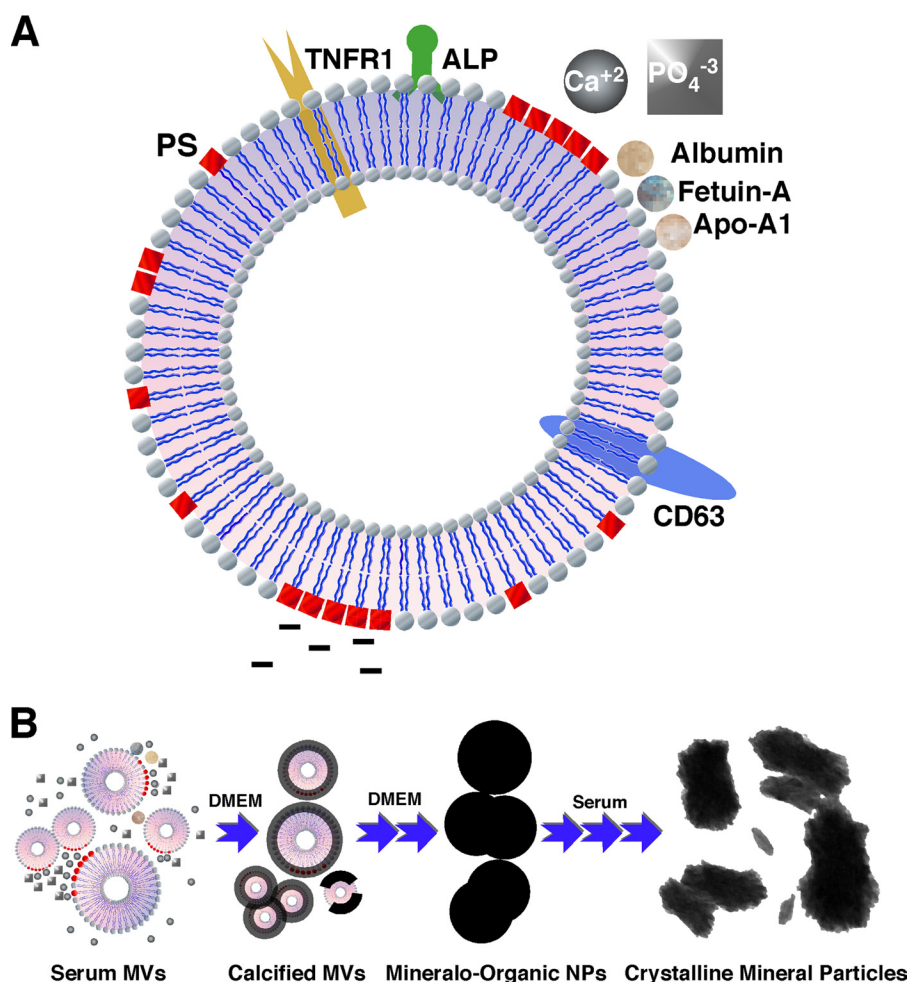 A
TNFR1
ALP
Ca+2
PO4-3
PS
Albumin
Fetuin-A
Apo-A1
CD63
B
DMEM
DMEM
Serum
Serum MVs
Calcified MVs
Mineralo-Organic NPs
Crystalline Mineral Particles